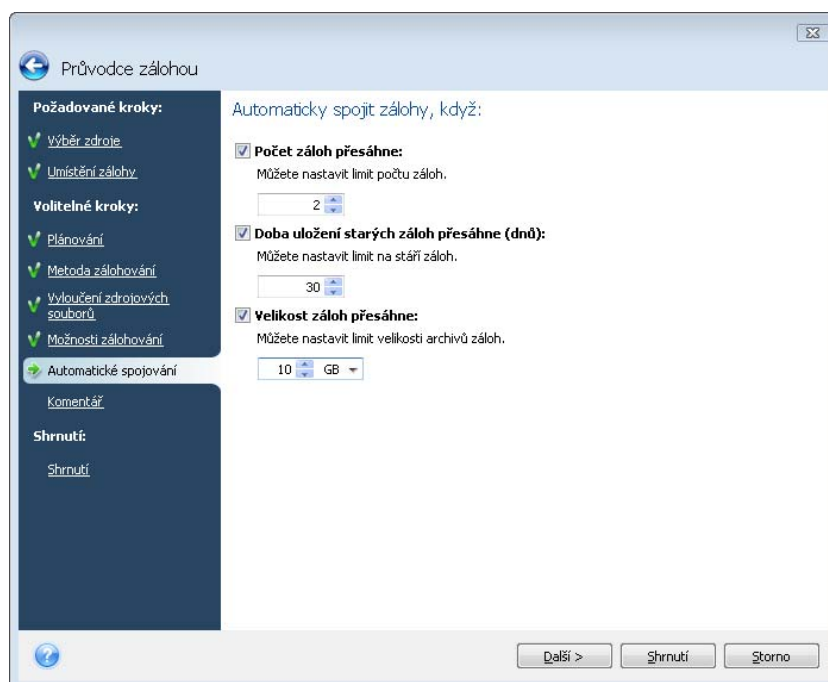 Průvodce zálohou
Požadované kroky:
Výběr zdroje
Umístění zálohy
Volitelné kroky:
Plánování
Metoda zálohování
Vyloučení zdrojových
souborů
Možnosti zálohování
Automatické spojování
Komentář
Shrnutí:
Shrnutí
Automaticky spojit zálohy, když:
Počet záloh přesáhne:
Můžete nastavit limit počtu záloh.
2
Doba uložení starých záloh přesáhne (dnů):
Můžete nastavit limit na stáří záloh.
30
Velikost záloh přesáhne:
Můžete nastavit limit velikosti archivů záloh.
10 GB
Další > Shrnutí Storno